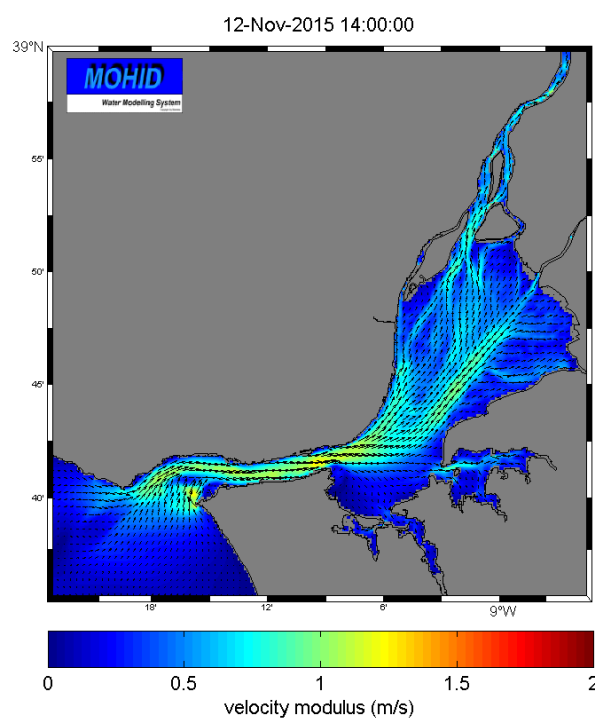 12-Nov-2015 14:00:00
39°N
MOHID
Water Modelling System
55'
50'
45'
40'
18'
12'
6'
9°W
0
0.5
1
1.5
2
velocity modulus (m/s)